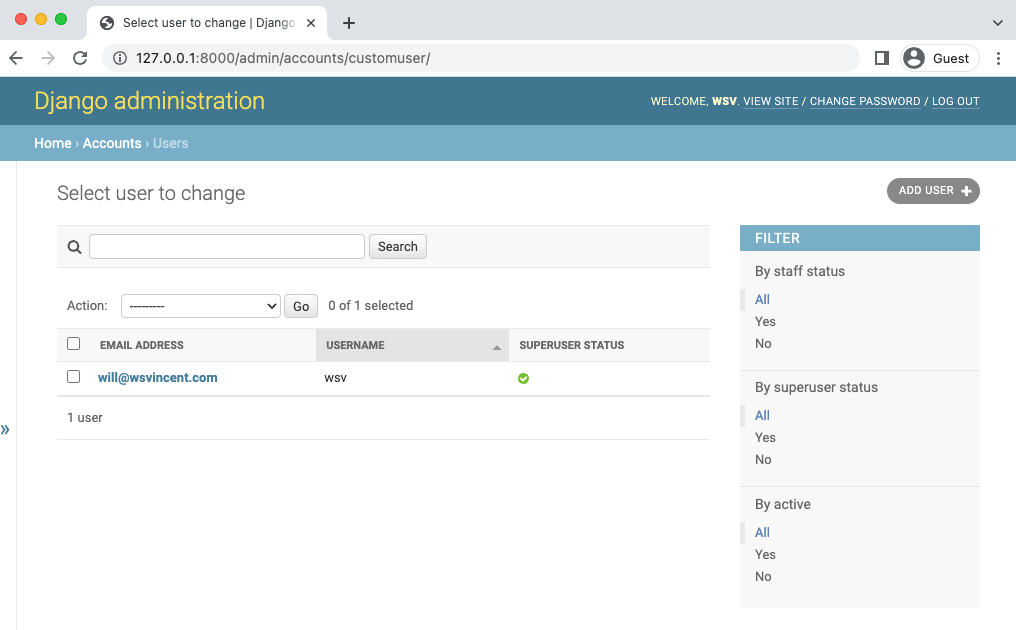 Select user to change | Django
127.0.0.1:8000/admin/accounts/customuser/
Guest
Django administration
WELCOME, WSV. VIEW SITE / CHANGE PASSWORD / LOG OUT
Home › Accounts › Users
Select user to change
ADD USER +
Search
Action: --------- Go 0 of 1 selected
EMAIL ADDRESS USERNAME SUPERUSER STATUS
will@wsvincent.com wsv
1 user
»
FILTER
By staff status
All
Yes
No
By superuser status
All
Yes
No
By active
All
Yes
No